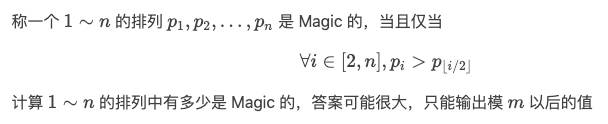 称一个 1 ∼ n 的排列 p₁, p₂, . . . , pₙ 是 Magic 的，当且仅当
∀i ∈ [2, n], pᵢ > p⌊i/2⌋
计算 1 ∼ n 的排列中有多少是 Magic 的，答案可能很大，只能输出模 m 以后的值